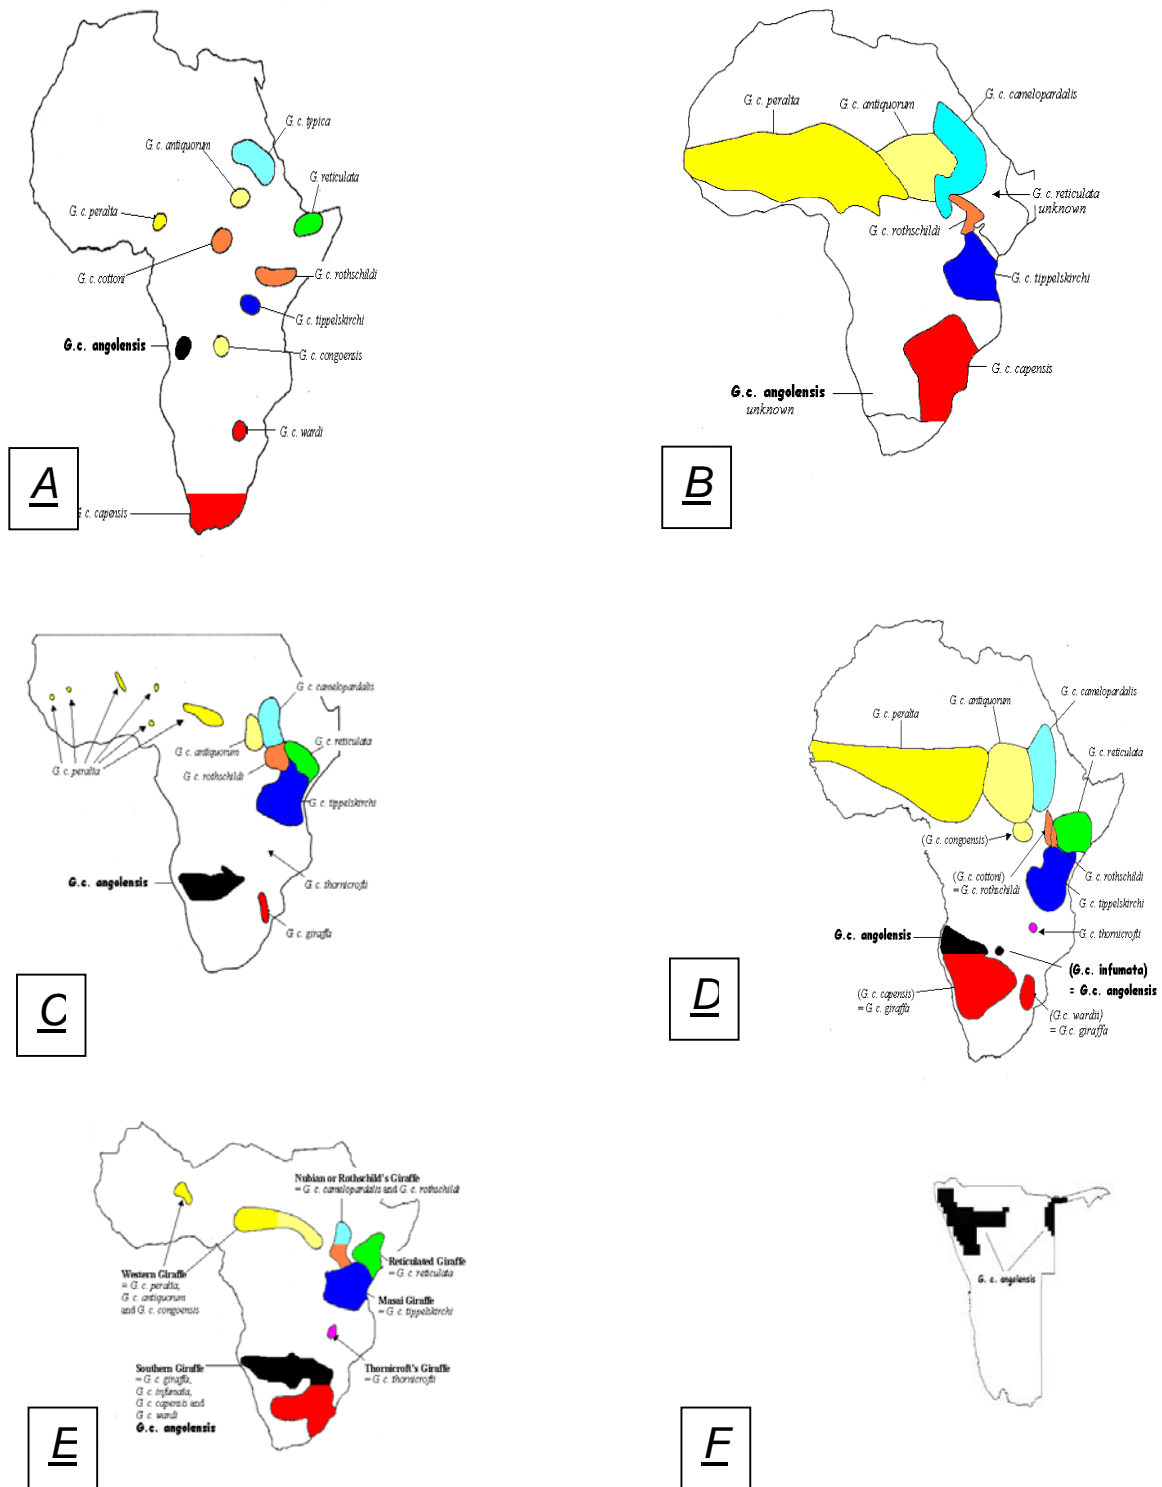 G. c. typica
G. c. antiquorum
G. reticulata
G. c. peralta
G. c. cottoni
G. c. rothschildi
G. c. tippelskirchi
G.c. angolensis
G. c. congoensis
G. c. wardi
A
c. capensis
G. c. camelopardalis
G. c. peralta
G. c. antiquorum
G. c. reticulata
unknown
G. c. rothschildi
G. c. tippelskirchi
G. c. capensis
G.c. angolensis
unknown
B
G. c. camelopardalis
G. c. antiquorum
G. c. reticulata
G. c. rothschildi
G. c. peralta
G. c. tippelskirchi
G.c. angolensis
G. c. thornicrofti
G. c. giraffa
C
G. c. camelopardalis
G. c. antiquorum
G. c. peralta
G. c. reticulata
(G. c. congoensis)
(G. c. cottoni)
= G. c. rothschildi
G. c. rothschildi
G. c. tippelskirchi
G.c. angolensis
G. c. thornicrofti
(G.c. infumata)
= G.c. angolensis
(G. c. capensis)
= G. c. giraffa
(G.c. wardii)
= G. c. giraffa
D
Nubian or Rothschild's Giraffe
= G. c. camelopardalis and G. c. rothschildi
Western Giraffe
= G. c. peralta,
G. c. antiquorum
and G. c. congoensis
Reticulated Giraffe
= G. c. reticulata
Masai Giraffe
= G. c. tippelskirchi
Southern Giraffe
= G. c. giraffa,
G. c. infumata,
G. c. capensis and
G. c. wardi
G.c. angolensis
Thornicroft's Giraffe
= G. c. thornicrofti
E
G. c. angolensis
F